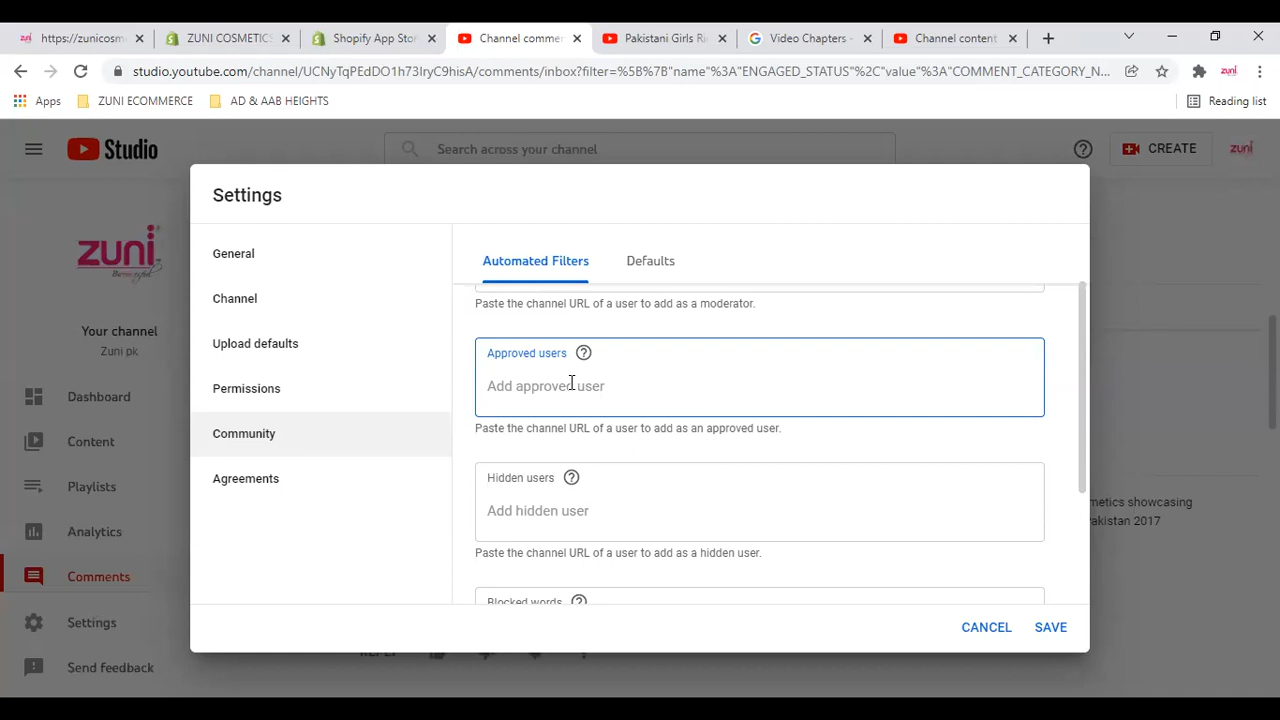 https://zunicosm
ZUNI COSMETICS
Shopify App Stor
Channel comme
Pakistani Girls Ri
Video Chapters -
Channel content
studio.youtube.com/channel/UCNyTqPEdDO1h73IryC9hisA/comments/inbox?filter=%5B%7B"name"%3A"ENGAGED_STATUS"%2C"value"%3A"COMMENT_CATEGORY_N...
Apps
ZUNI ECOMMERCE
AD & AAB HEIGHTS
Reading list
Studio
Search across your channel
CREATE
zuni
Settings
zuni
Your channel
Zuni pk
Dashboard
Content
Playlists
Analytics
Comments
Settings
Send feedback
General
Channel
Upload defaults
Permissions
Community
Agreements
Automated Filters
Defaults
Paste the channel URL of a user to add as a moderator.
Approved users
Add approved user
Paste the channel URL of a user to add as an approved user.
Hidden users
Add hidden user
Paste the channel URL of a user to add as a hidden user.
Blocked words
metics showcasing
akistan 2017
REPLY
CANCEL
SAVE